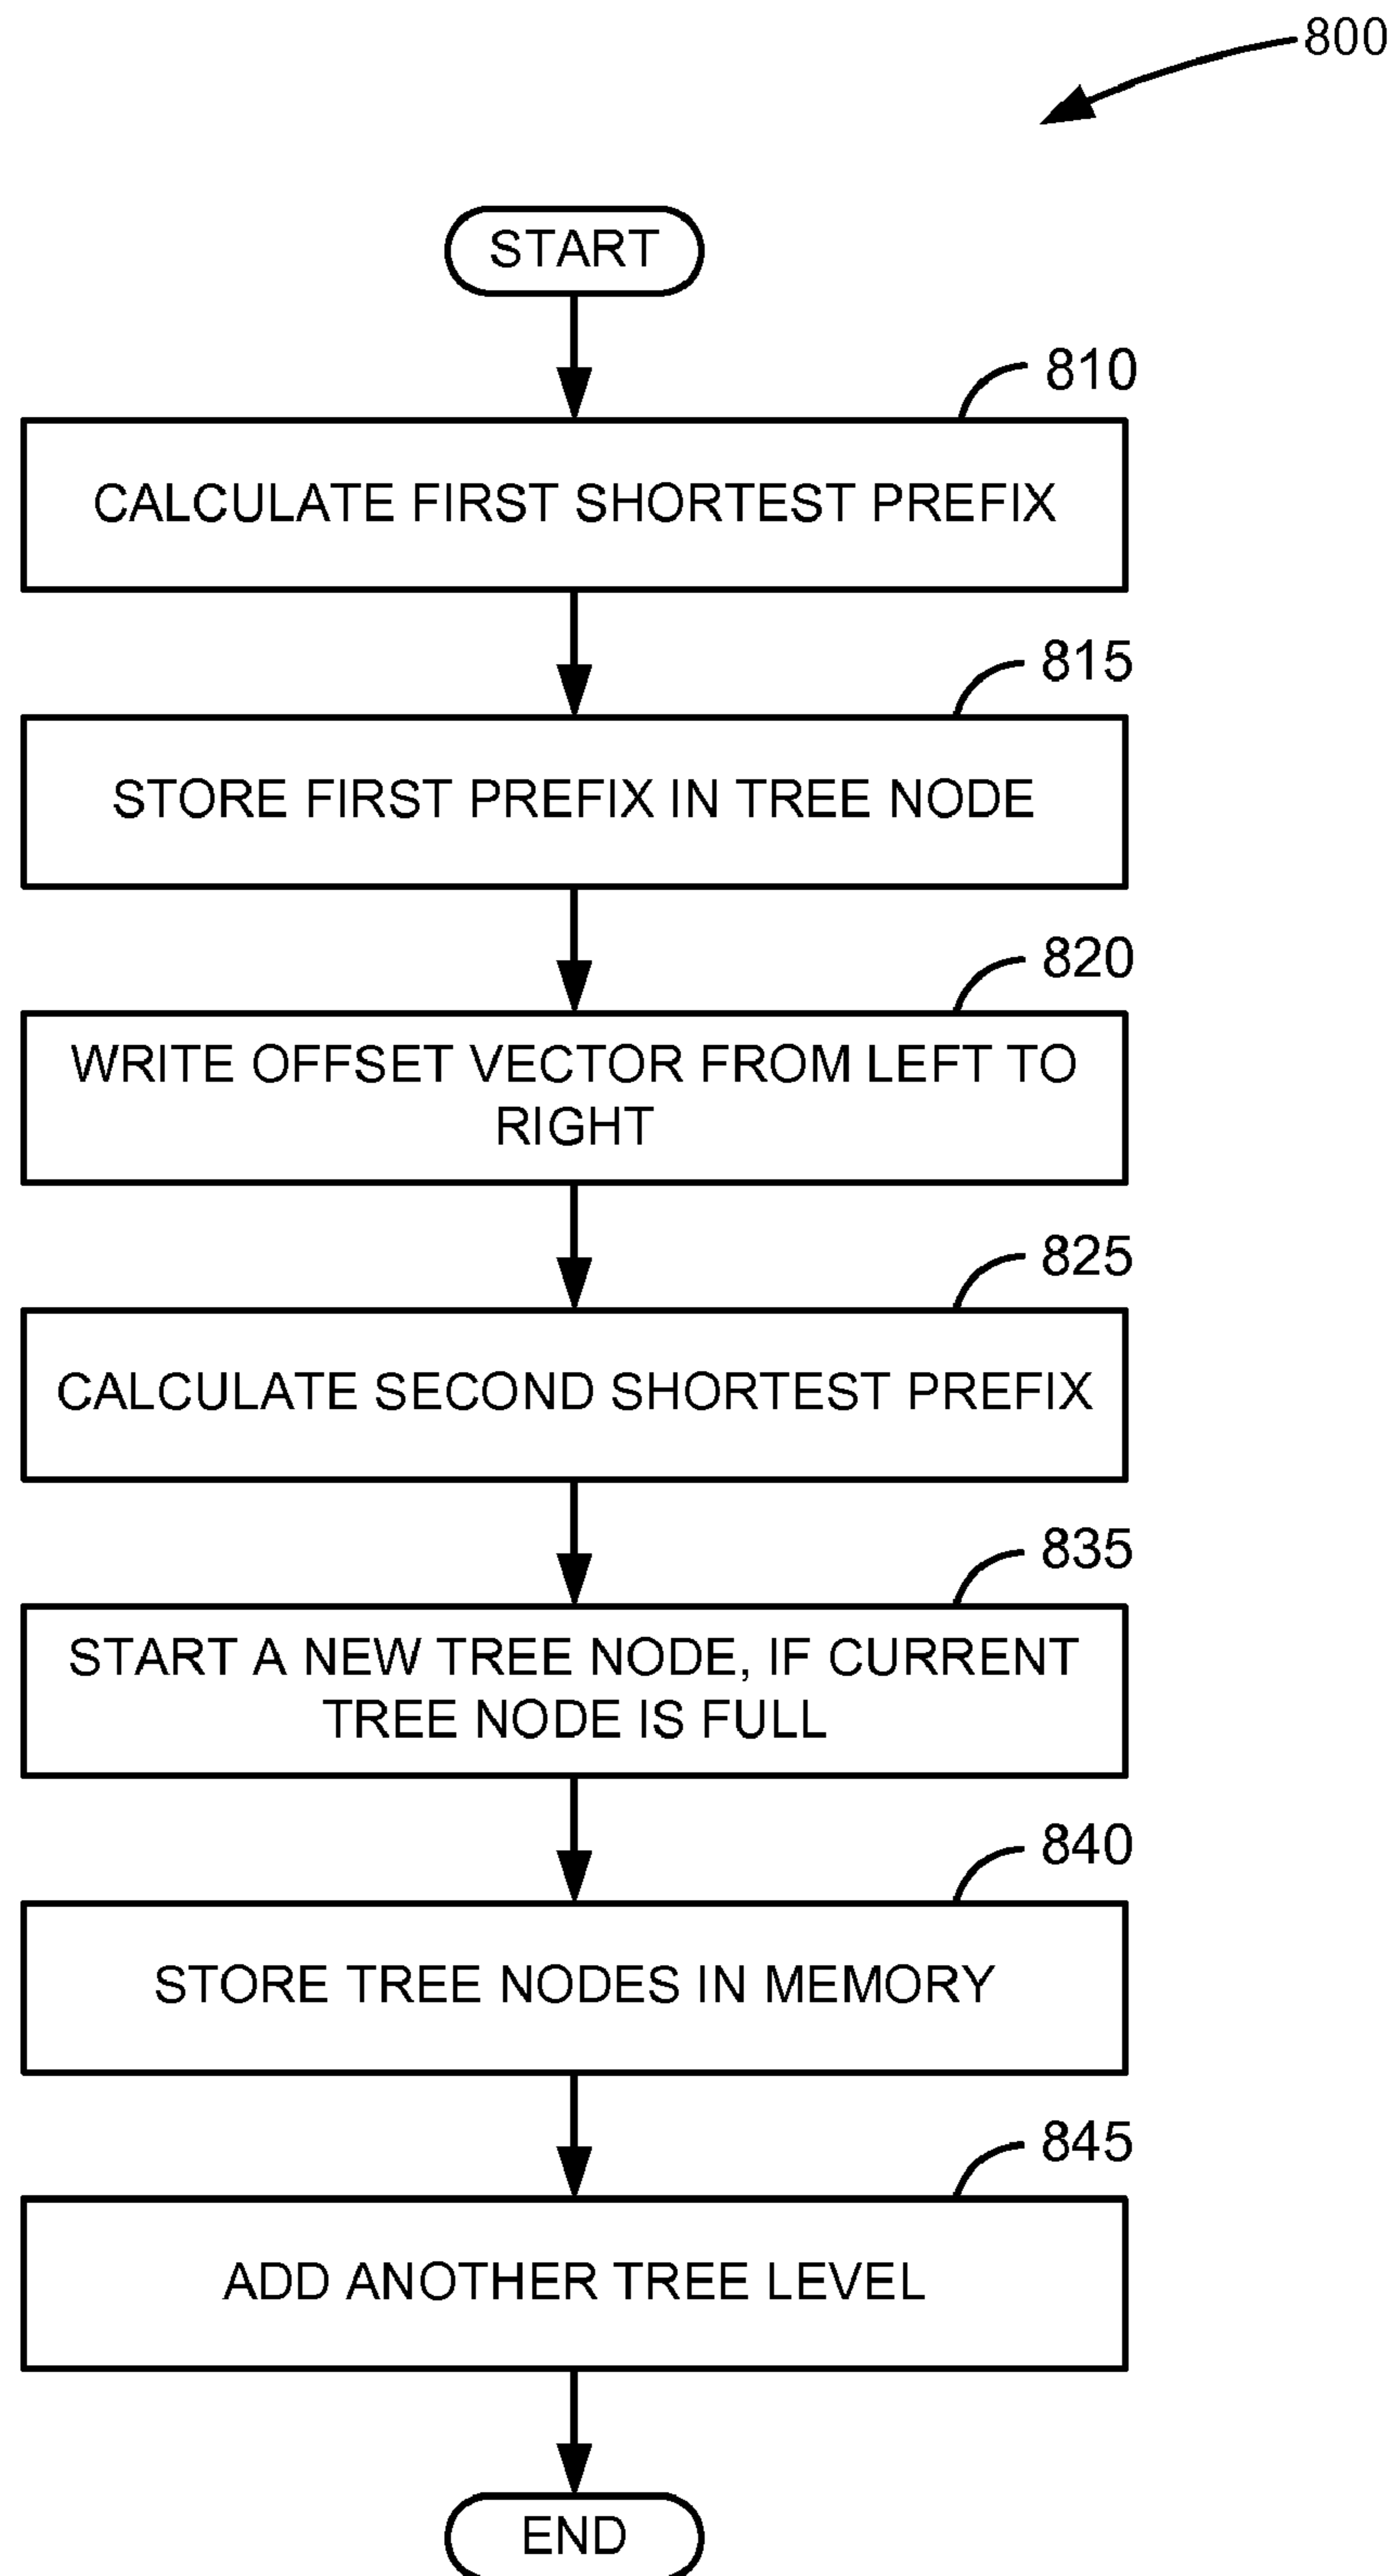 800
START
810
CALCULATE FIRST SHORTEST PREFIX
815
STORE FIRST PREFIX IN TREE NODE
820
WRITE OFFSET VECTOR FROM LEFT TO
RIGHT
825
CALCULATE SECOND SHORTEST PREFIX
835
START A NEW TREE NODE, IF CURRENT
TREE NODE IS FULL
840
STORE TREE NODES IN MEMORY
845
ADD ANOTHER TREE LEVEL
END